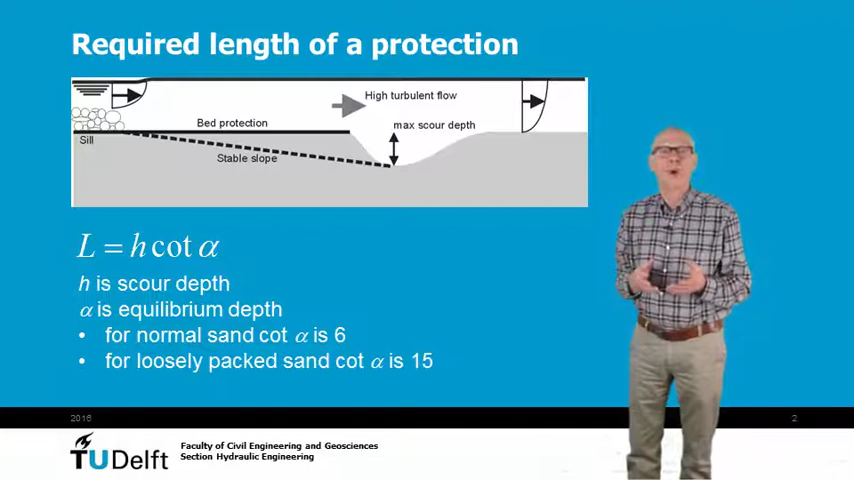 Required length of a protection
High turbulent flow
Bed protection
max scour depth
Sill
Stable slope
L = h cot α
h is scour depth
α is equilibrium depth
• for normal sand cot α is 6
• for loosely packed sand cot α is 15
2016
2
TUDelft
Faculty of Civil Engineering and Geosciences
Section Hydraulic Engineering